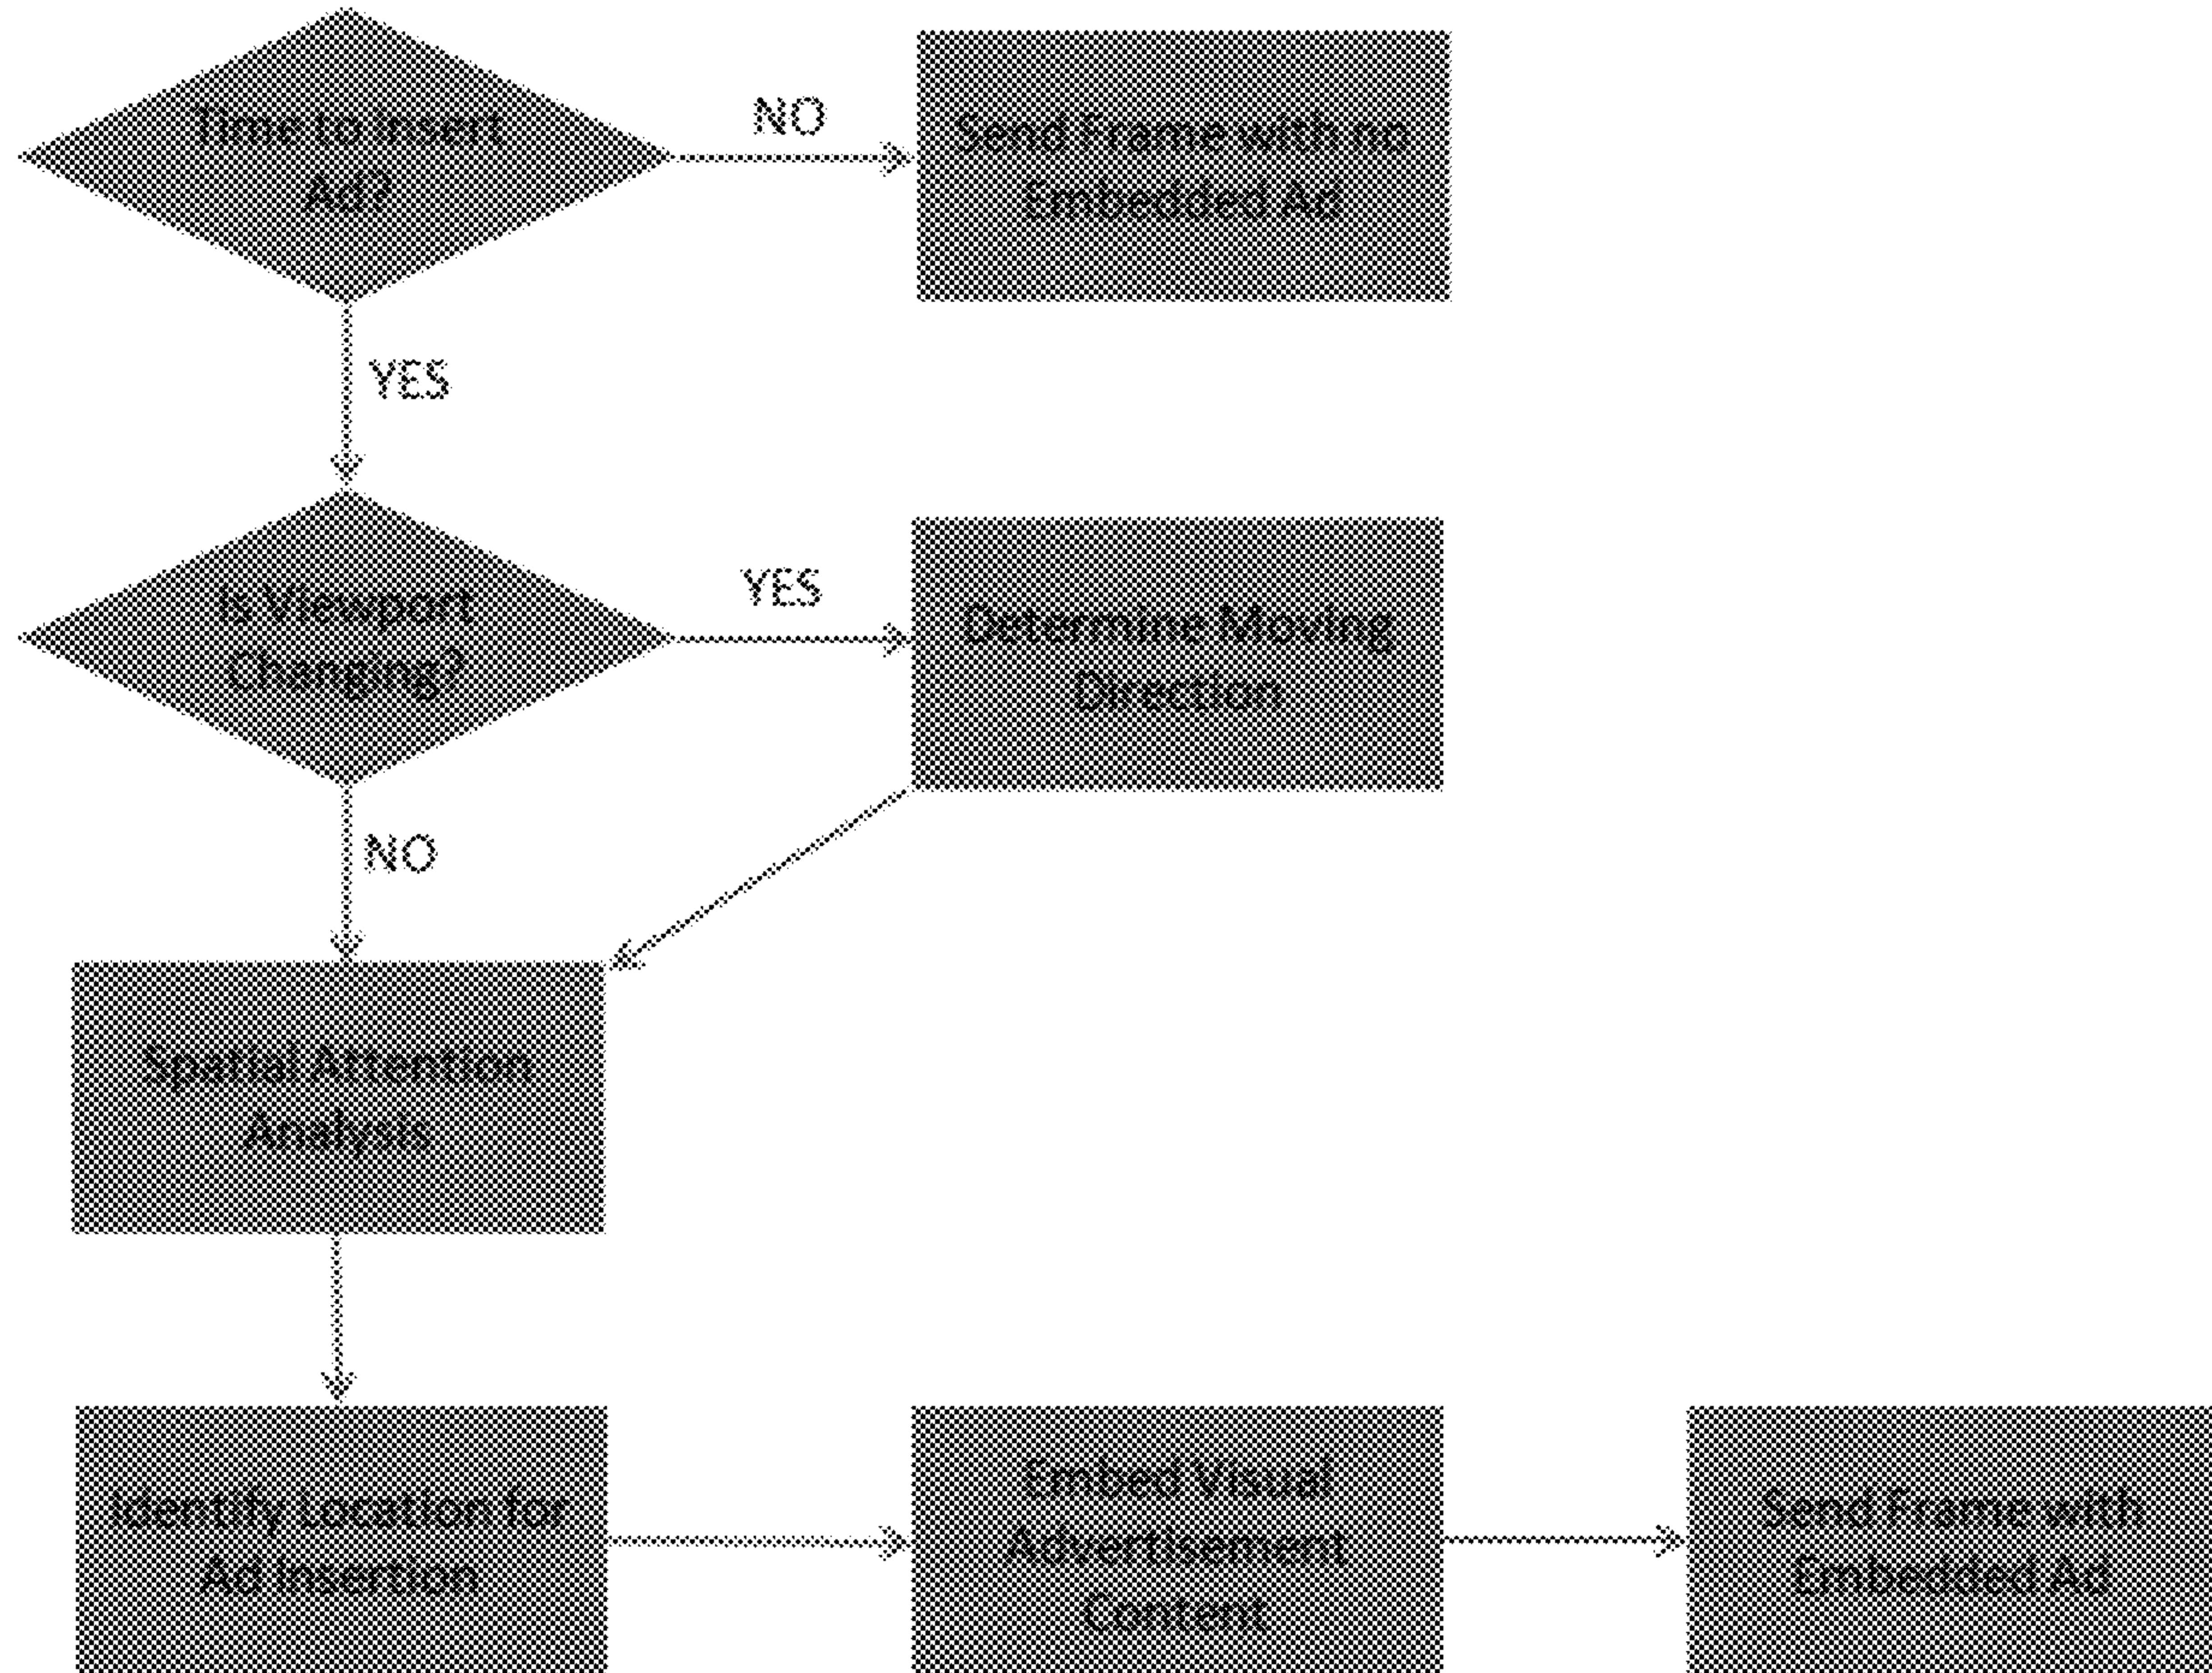 Time to Insert
Ad?
NO
Send Frame with no
Embedded Ad
YES
Is Viewport
Changing?
YES
Determine Moving
Direction
NO
Spatial Attention
Analysis
Identify Location for
Ad Insertion
Embed Visual
Advertisement
Content
Send Frame with
Embedded Ad